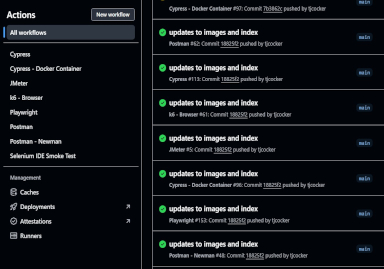 Actions
New workflow
All workflows
Cypress
Cypress - Docker Container
JMeter
k6 - Browser
Playwright
Postman
Postman - Newman
Selenium IDE Smoke Test
Management
Caches
Deployments
Attestations
Runners
Cypress - Docker Container #97: Commit 7b3862c pushed by tjcocker
main
updates to images and index
Postman #62: Commit 18825f2 pushed by tjcocker
main
updates to images and index
Cypress #113: Commit 18825f2 pushed by tjcocker
main
updates to images and index
k6 - Browser #61: Commit 18825f2 pushed by tjcocker
main
updates to images and index
JMeter #5: Commit 18825f2 pushed by tjcocker
main
updates to images and index
Cypress - Docker Container #96: Commit 18825f2 pushed by tjcocker
main
updates to images and index
Playwright #153: Commit 18825f2 pushed by tjcocker
main
updates to images and index
Postman - Newman #48: Commit 18825f2 pushed by tjcocker
main